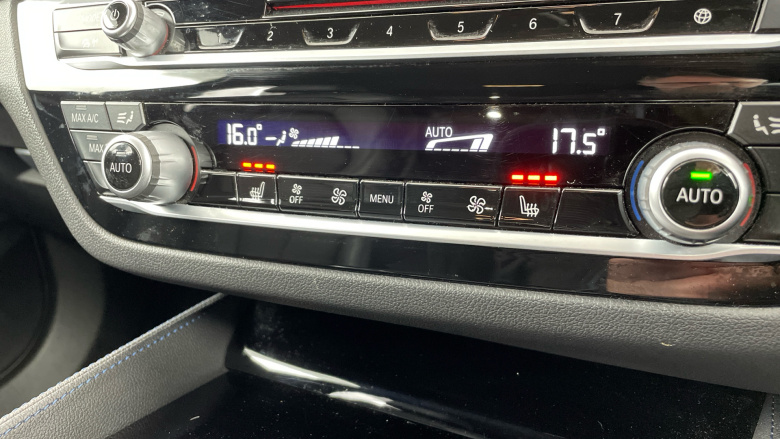 2 3 4 5 6 7
MAX A/C
16.0° AUTO 17.5°
MAX
AUTO
OFF MENU OFF
AUTO